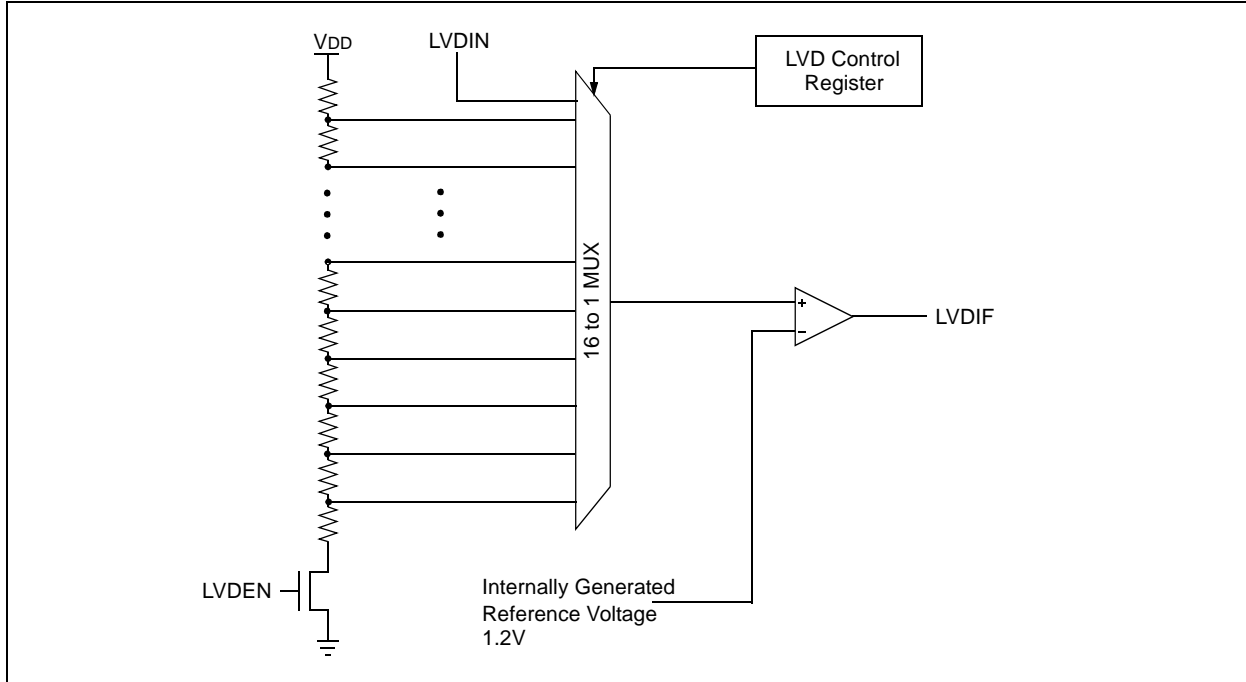 VDD
LVDIN
LVD Control
Register
16 to 1 MUX
+
–
LVDIF
LVDEN
Internally Generated
Reference Voltage
1.2V